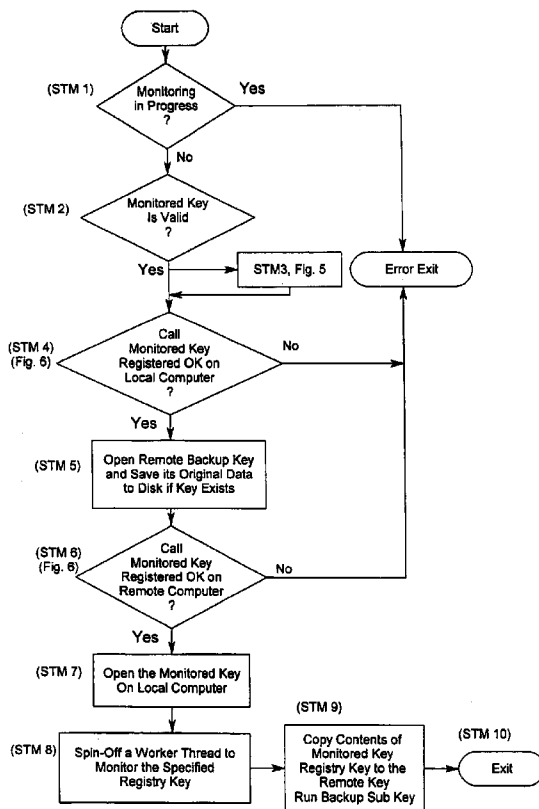 Start
(STM 1)
Monitoring
in Progress
?
Yes
No
(STM 2)
Monitored Key
Is Valid
?
Yes
STM3, Fig. 5
Error Exit
(STM 4)
(Fig. 6)
Call
Monitored Key
Registered OK on
Local Computer
?
No
Yes
(STM 5)
Open Remote Backup Key
and Save its Original Data
to Disk if Key Exists
(STM 6)
(Fig. 6)
Call
Monitored Key
Registered OK on
Remote Computer
?
No
Yes
(STM 7)
Open the Monitored Key
On Local Computer
(STM 8)
Spin-Off a Worker Thread to
Monitor the Specified
Registry Key
(STM 9)
Copy Contents of
Monitored Key
Registry Key to the
Remote Key
Run Backup Sub Key
(STM 10)
Exit